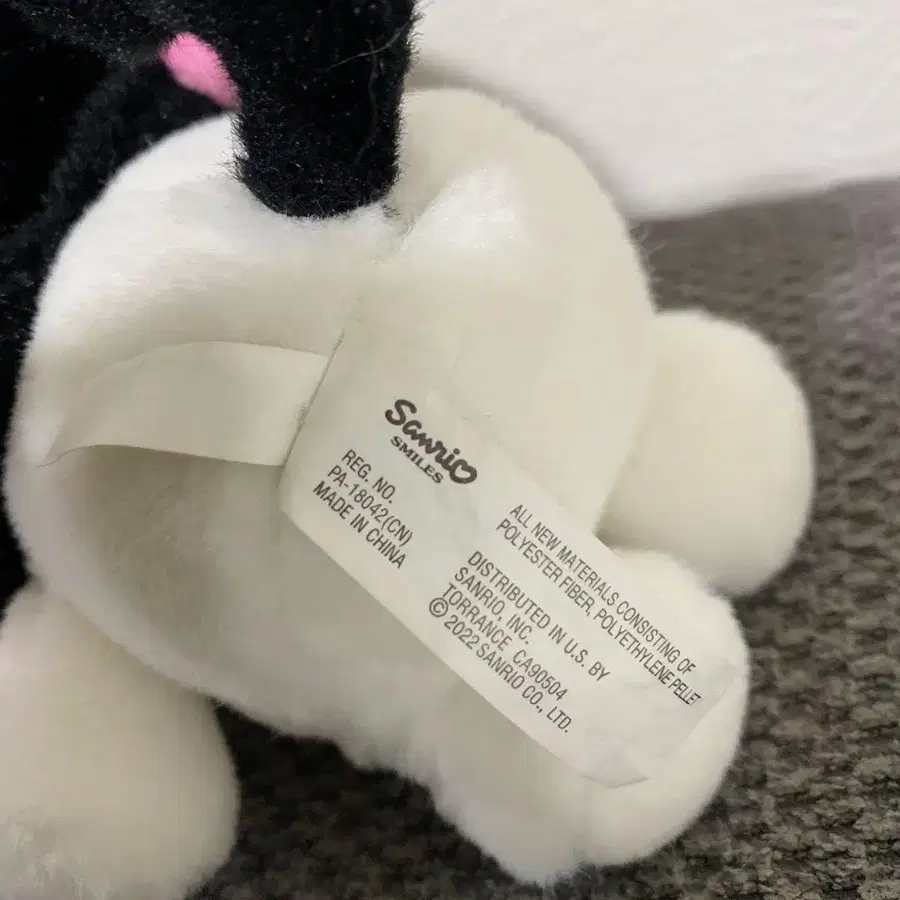 Sanrio
SMILES
REG. NO.
PA-18042(CN)
MADE IN CHINA
ALL NEW MATERIALS CONSISTING OF
POLYESTER FIBER, POLYETHYLENE PELLET
DISTRIBUTED IN U.S. BY
SANRIO, INC.
TORRANCE CA90504
©2022 SANRIO CO., LTD.